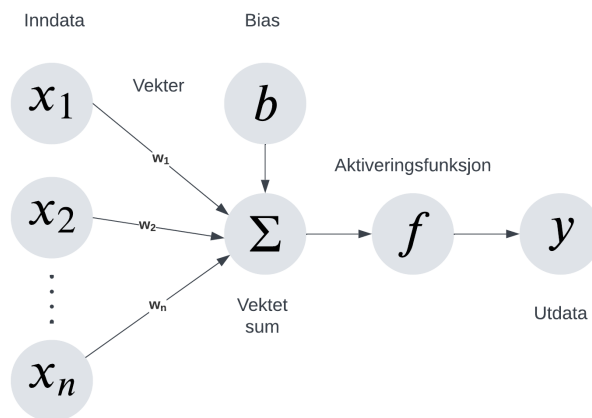 Inndata
Bias
x1
Vekter
b
w1
Aktiveringsfunksjon
x2
w2
Σ
f
y
wn
Vektet
sum
Utdata
xn